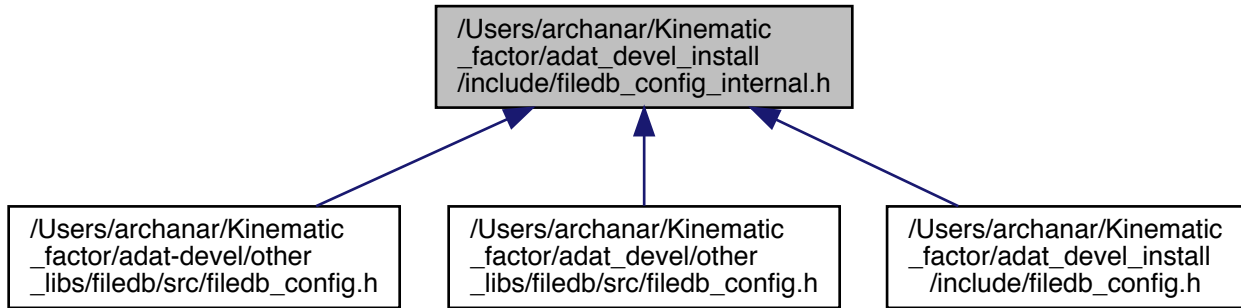 /Users/archanar/Kinematic
_factor/adat_devel_install
/include/filedb_config_internal.h
/Users/archanar/Kinematic
_factor/adat-devel/other
_libs/filedb/src/filedb_config.h
/Users/archanar/Kinematic
_factor/adat_devel/other
_libs/filedb/src/filedb_config.h
/Users/archanar/Kinematic
_factor/adat_devel_install
/include/filedb_config.h